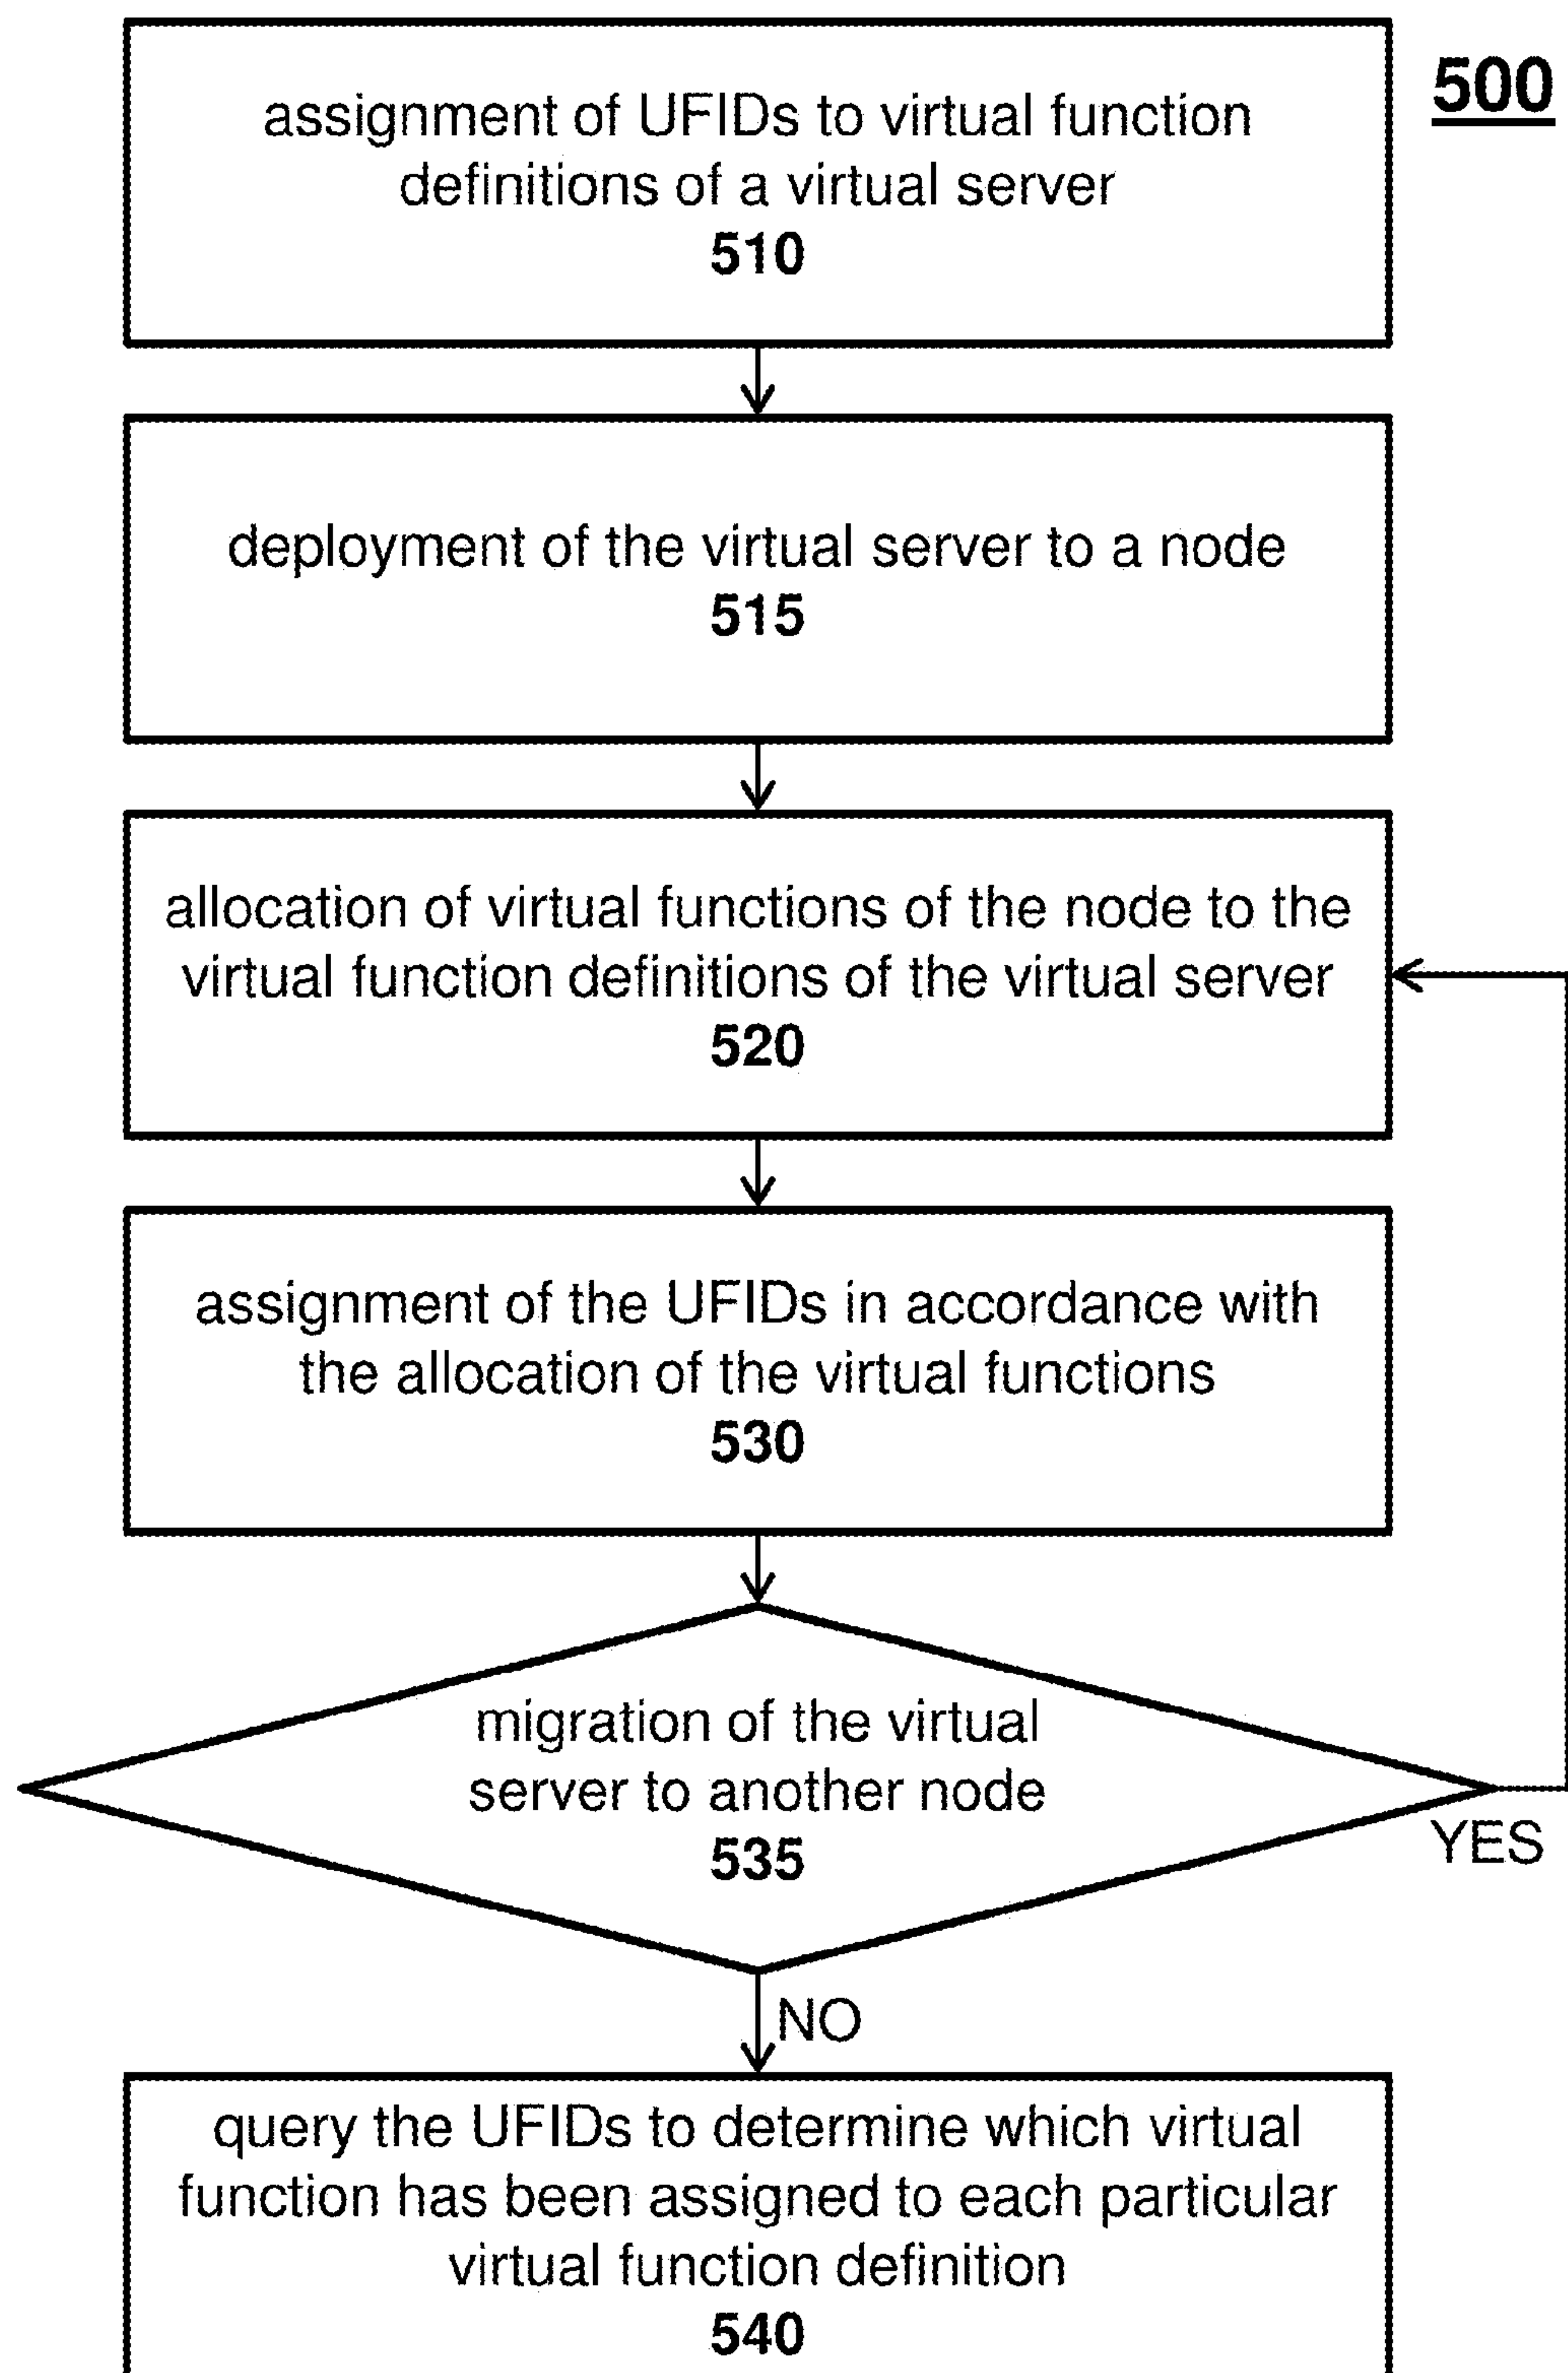 500
assignment of UFIDs to virtual function
definitions of a virtual server
510
deployment of the virtual server to a node
515
allocation of virtual functions of the node to the
virtual function definitions of the virtual server
520
assignment of the UFIDs in accordance with
the allocation of the virtual functions
530
migration of the virtual
server to another node
535
YES
NO
query the UFIDs to determine which virtual
function has been assigned to each particular
virtual function definition
540